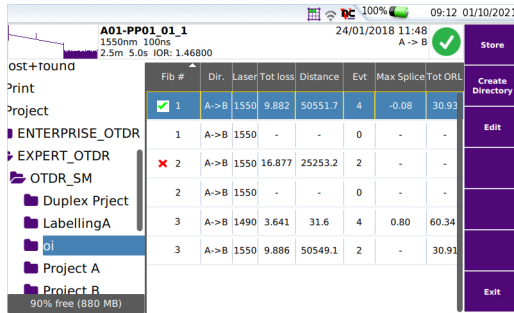 100%
09:12 01/10/2021
A01-PP01_01_1
24/01/2018 11:48
1550nm 100ns
A -> B
2.5m 5.0s IOR: 1.46800
Store
ost+found
Print
Project
ENTERPRISE_OTDR
EXPERT_OTDR
OTDR_SM
Duplex Prject
LabellingA
oi
Project A
Project B
90% free (880 MB)
Fib # Dir. Laser Tot loss Distance Evt Max Splice Tot ORL
1 A->B 1550 9.882 50551.7 4 -0.08 30.93
1 A->B 1550 - - 0 - -
2 A->B 1550 16.877 25253.2 2 - -
2 A->B 1550 - - 0 - -
3 A->B 1490 3.641 31.6 4 0.80 60.34
3 A->B 1550 9.886 50549.1 2 - 30.91
Create
Directory
Edit
Exit